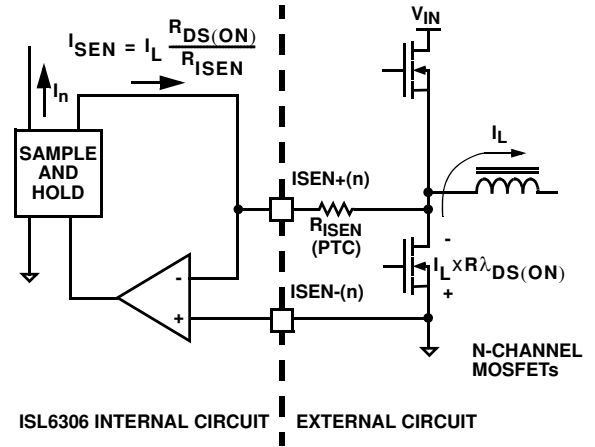 I_SEN = I_L R_DS(ON) / R_ISEN
I_n
V_IN
SAMPLE
AND
HOLD
I_L
ISEN+(n)
R_ISEN
(PTC)
-
I_L x Rλ_DS(ON)
+
-
+
ISEN-(n)
N-CHANNEL
MOSFETs
ISL6306 INTERNAL CIRCUIT
EXTERNAL CIRCUIT